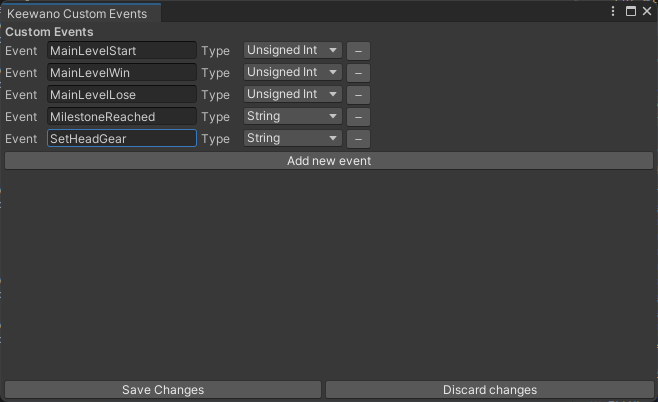 Keewano Custom Events
Custom Events
Event MainLevelStart Type Unsigned Int –
Event MainLevelWin Type Unsigned Int –
Event MainLevelLose Type Unsigned Int –
Event MilestoneReached Type String –
Event SetHeadGear Type String –
Add new event
Save Changes Discard changes